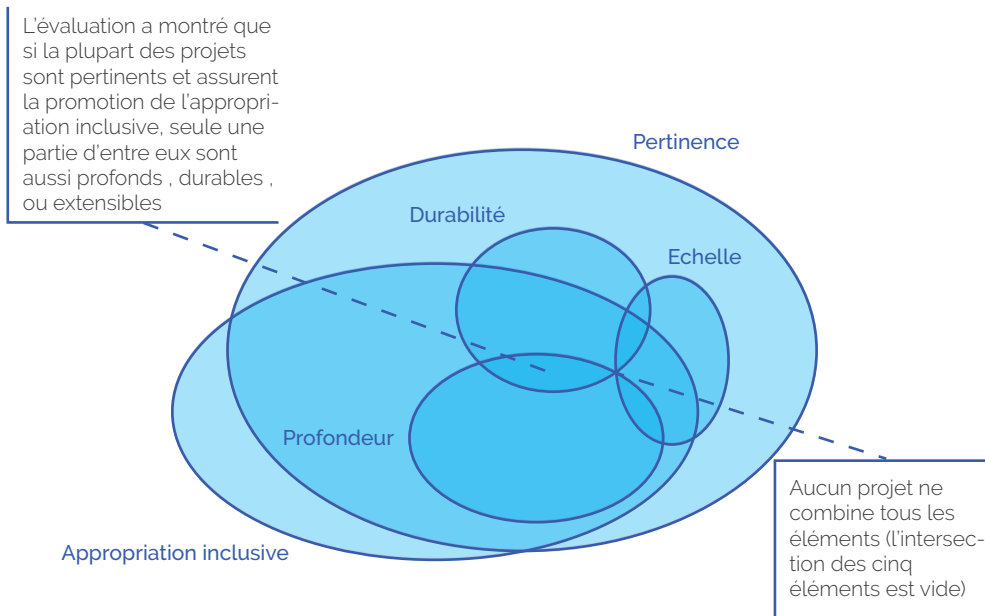 L'évaluation a montré que
si la plupart des projets
sont pertinents et assurent
la promotion de l'appropri-
ation inclusive, seule une
partie d'entre eux sont
aussi profonds , durables ,
ou extensibles
Pertinence
Durabilité
Echelle
Profondeur
Appropriation inclusive
Aucun projet ne
combine tous les
éléments (l'intersec-
tion des cinq
éléments est vide)